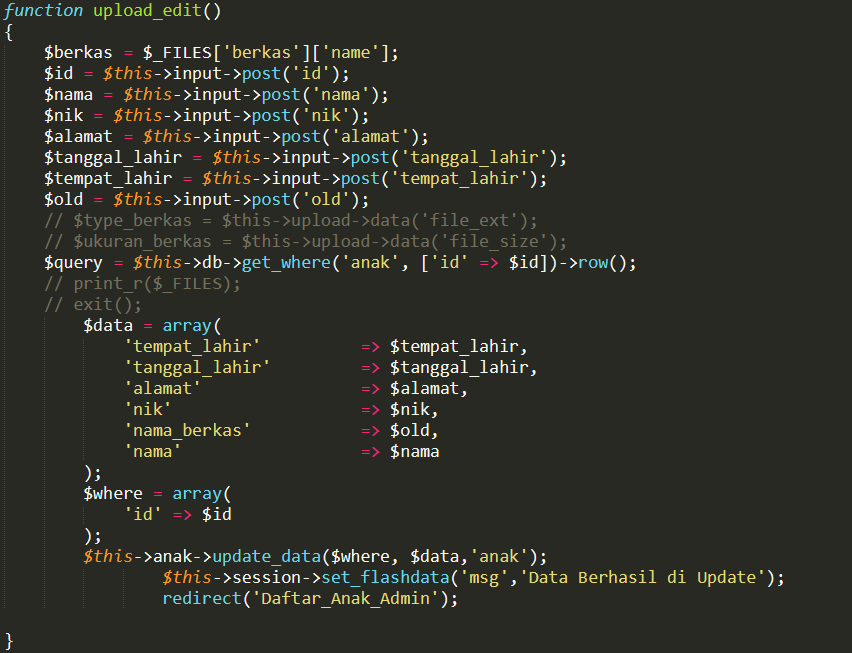 function upload_edit()
{
    $berkas = $_FILES['berkas']['name'];
    $id = $this->input->post('id');
    $nama = $this->input->post('nama');
    $nik = $this->input->post('nik');
    $alamat = $this->input->post('alamat');
    $tanggal_lahir = $this->input->post('tanggal_lahir');
    $tempat_lahir = $this->input->post('tempat_lahir');
    $old = $this->input->post('old');
    // $type_berkas = $this->upload->data('file_ext');
    // $ukuran_berkas = $this->upload->data('file_size');
    $query = $this->db->get_where('anak', ['id' => $id])->row();
    // print_r($_FILES);
    // exit();
        $data = array(
            'tempat_lahir'          => $tempat_lahir,
            'tanggal_lahir'         => $tanggal_lahir,
            'alamat'                => $alamat,
            'nik'                   => $nik,
            'nama_berkas'           => $old,
            'nama'                  => $nama
        );
        $where = array(
            'id' => $id
        );
        $this->anak->update_data($where, $data,'anak');
                $this->session->set_flashdata('msg','Data Berhasil di Update');
                redirect('Daftar_Anak_Admin');
}